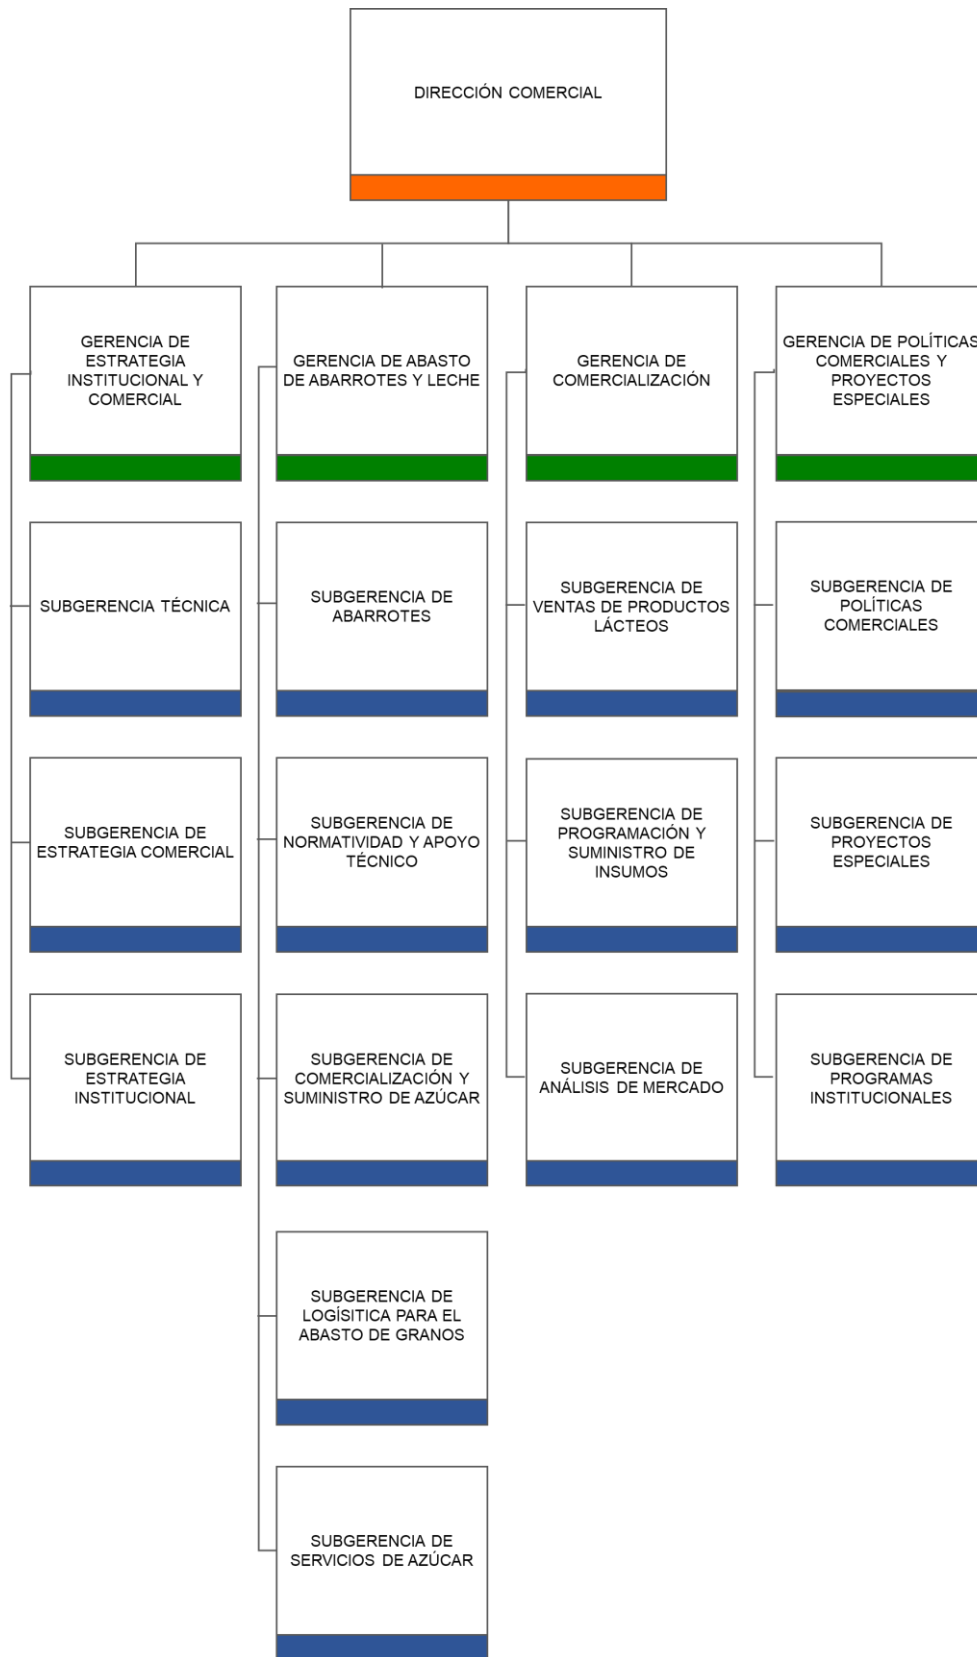 DIRECCIÓN COMERCIAL
GERENCIA DE
ESTRATEGIA
INSTITUCIONAL Y
COMERCIAL
GERENCIA DE ABASTO
DE ABARROTES Y LECHE
GERENCIA DE
COMERCIALIZACIÓN
GERENCIA DE POLÍTICAS
COMERCIALES Y
PROYECTOS
ESPECIALES
SUBGERENCIA TÉCNICA
SUBGERENCIA DE
ABARROTES
SUBGERENCIA DE
VENTAS DE PRODUCTOS
LÁCTEOS
SUBGERENCIA DE
POLÍTICAS
COMERCIALES
SUBGERENCIA DE
ESTRATEGIA COMERCIAL
SUBGERENCIA DE
NORMATIVIDAD Y APOYO
TÉCNICO
SUBGERENCIA DE
PROGRAMACIÓN Y
SUMINISTRO DE
INSUMOS
SUBGERENCIA DE
PROYECTOS
ESPECIALES
SUBGERENCIA DE
ESTRATEGIA
INSTITUCIONAL
SUBGERENCIA DE
COMERCIALIZACIÓN Y
SUMINISTRO DE AZÚCAR
SUBGERENCIA DE
ANÁLISIS DE MERCADO
SUBGERENCIA DE
PROGRAMAS
INSTITUCIONALES
SUBGERENCIA DE
LOGÍSITICA PARA EL
ABASTO DE GRANOS
SUBGERENCIA DE
SERVICIOS DE AZÚCAR